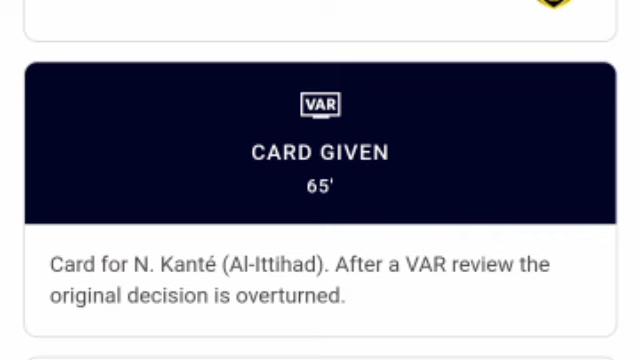 VAR
CARD GIVEN
65'
Card for N. Kanté (Al-Ittihad). After a VAR review the
original decision is overturned.